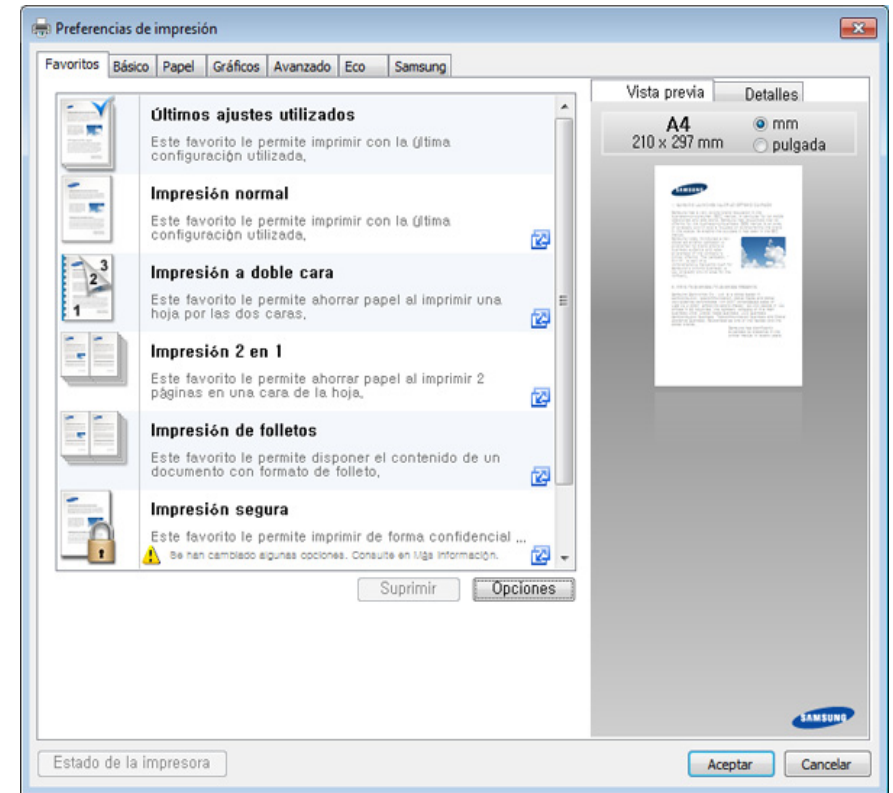 Preferencias de impresión
Favoritos Básico Papel Gráficos Avanzado Eco Samsung
Últimos ajustes utilizados
Este favorito le permite imprimir con la última
configuración utilizada,
Impresión normal
Este favorito le permite imprimir con la última
configuración utilizada,
Impresión a doble cara
Este favorito le permite ahorrar papel al imprimir una
hoja por las dos caras,
Impresión 2 en 1
Este favorito le permite ahorrar papel al imprimir 2
páginas en una cara de la hoja,
Impresión de folletos
Este favorito le permite disponer el contenido de un
documento con formato de folleto,
Impresión segura
Este favorito le permite imprimir de forma confidencial ...
Se han cambiado algunas opciones. Consulte en Más información.
Suprimir Opciones
Vista previa Detalles
A4
210 x 297 mm
mm
pulgada
SAMSUNG
SAMSUNG
Estado de la impresora
Aceptar Cancelar
1 2 3